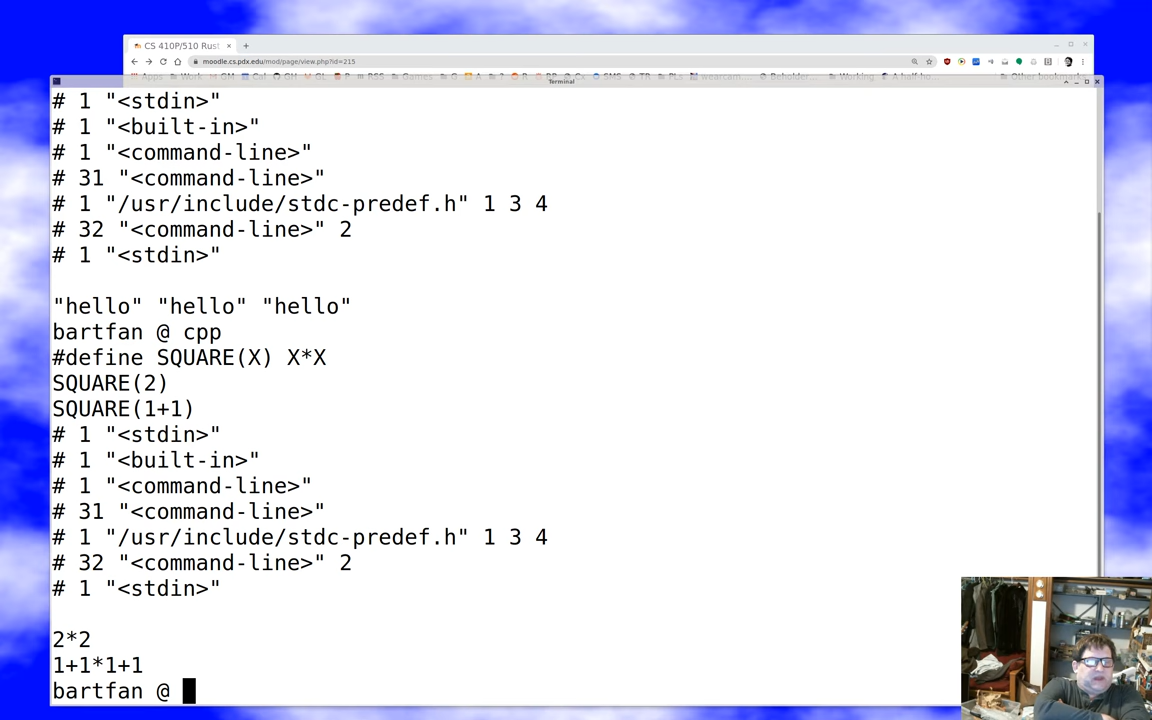 CS 410P/510 Rust
moodle.cs.pdx.edu/mod/page/view.php?id=215
Terminal
# 1 "<stdin>"
# 1 "<built-in>"
# 1 "<command-line>"
# 31 "<command-line>"
# 1 "/usr/include/stdc-predef.h" 1 3 4
# 32 "<command-line>" 2
# 1 "<stdin>"
"hello" "hello" "hello"
bartfan @ cpp
#define SQUARE(X) X*X
SQUARE(2)
SQUARE(1+1)
# 1 "<stdin>"
# 1 "<built-in>"
# 1 "<command-line>"
# 31 "<command-line>"
# 1 "/usr/include/stdc-predef.h" 1 3 4
# 32 "<command-line>" 2
# 1 "<stdin>"
2*2
1+1*1+1
bartfan @